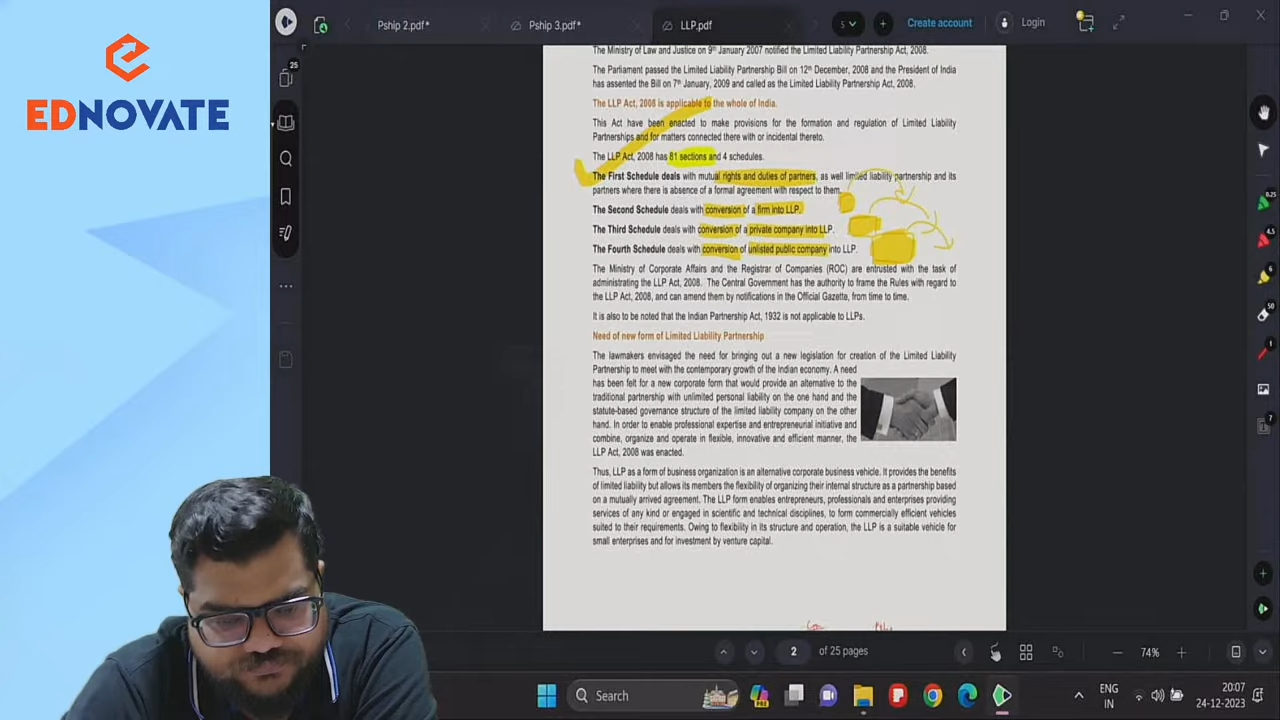 Pship 2.pdf*
Pship 3.pdf*
LLP.pdf
5
Create account
Login
EDNOVATE
25
The Ministry of Law and Justice on 9th January 2007 notified the Limited Liability Partnership Act, 2008.
The Parliament passed the Limited Liability Partnership Bill on 12th December, 2008 and the President of India
has assented the Bill on 7th January, 2009 and called as the Limited Liability Partnership Act, 2008.
The LLP Act, 2008 is applicable to the whole of India.
This Act have been enacted to make provisions for the formation and regulation of Limited Liability
Partnerships and for matters connected there with or incidental thereto.
The LLP Act, 2008 has 81 sections and 4 schedules.
The First Schedule deals with mutual rights and duties of partners, as well limited liability partnership and its
partners where there is absence of a formal agreement with respect to them.
The Second Schedule deals with conversion of a firm into LLP.
The Third Schedule deals with conversion of a private company into LLP.
The Fourth Schedule deals with conversion of unlisted public company into LLP.
The Ministry of Corporate Affairs and the Registrar of Companies (ROC) are entrusted with the task of
administrating the LLP Act, 2008. The Central Government has the authority to frame the Rules with regard to
the LLP Act, 2008, and can amend them by notifications in the Official Gazette, from time to time.
It is also to be noted that the Indian Partnership Act, 1932 is not applicable to LLPs.
Need of new form of Limited Liability Partnership
The lawmakers envisaged the need for bringing out a new legislation for creation of the Limited Liability
Partnership to meet with the contemporary growth of the Indian economy. A need
has been felt for a new corporate form that would provide an alternative to the
traditional partnership with unlimited personal liability on the one hand and the
statute-based governance structure of the limited liability company on the other
hand. In order to enable professional expertise and entrepreneurial initiative and
combine, organize and operate in flexible, innovative and efficient manner, the
LLP Act, 2008 was enacted.
Thus, LLP as a form of business organization is an alternative corporate business vehicle. It provides the benefits
of limited liability but allows its members the flexibility of organizing their internal structure as a partnership based
on a mutually arrived agreement. The LLP form enables entrepreneurs, professionals and enterprises providing
services of any kind or engaged in scientific and technical disciplines, to form commercially efficient vehicles
suited to their requirements. Owing to flexibility in its structure and operation, the LLP is a suitable vehicle for
small enterprises and for investment by venture capital.
0.25
4.5
6
50
1
7
2 of 25 pages
74%
Search
PRE
ENG
IN
20:07
24-12-2023